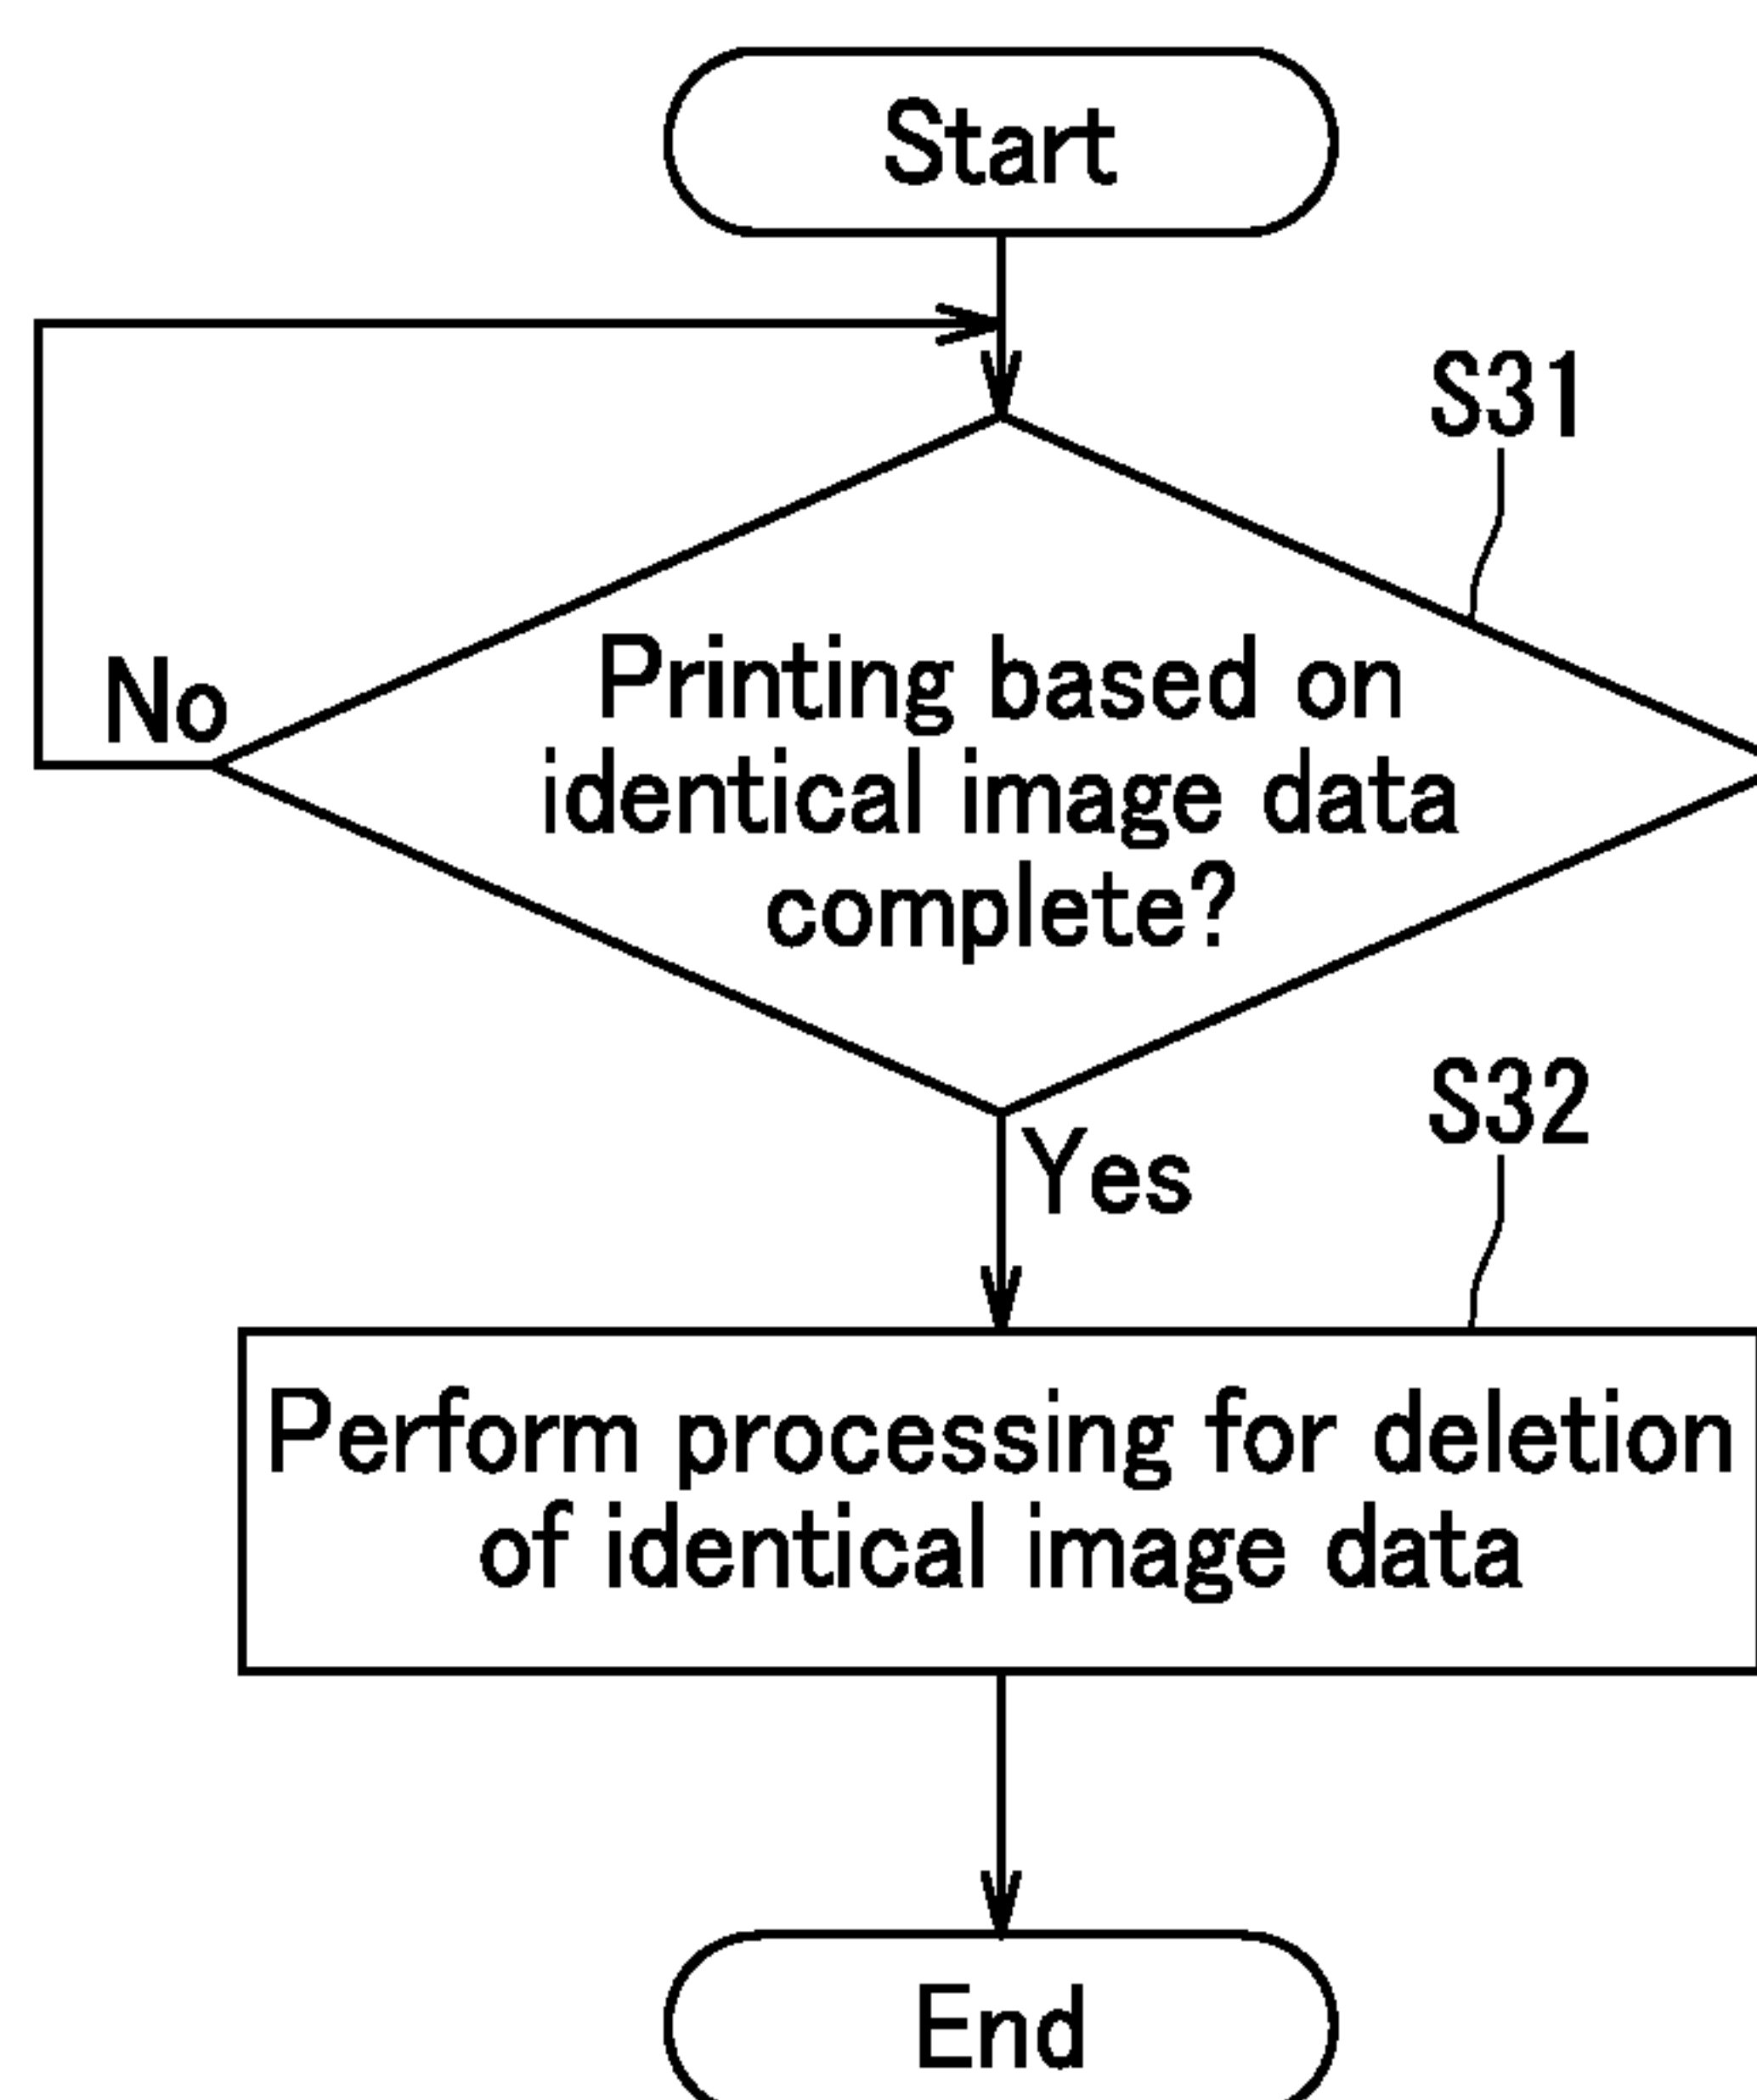 Start
S31
No
Printing based on
identical image data
complete?
Yes
S32
Perform processing for deletion
of identical image data
End